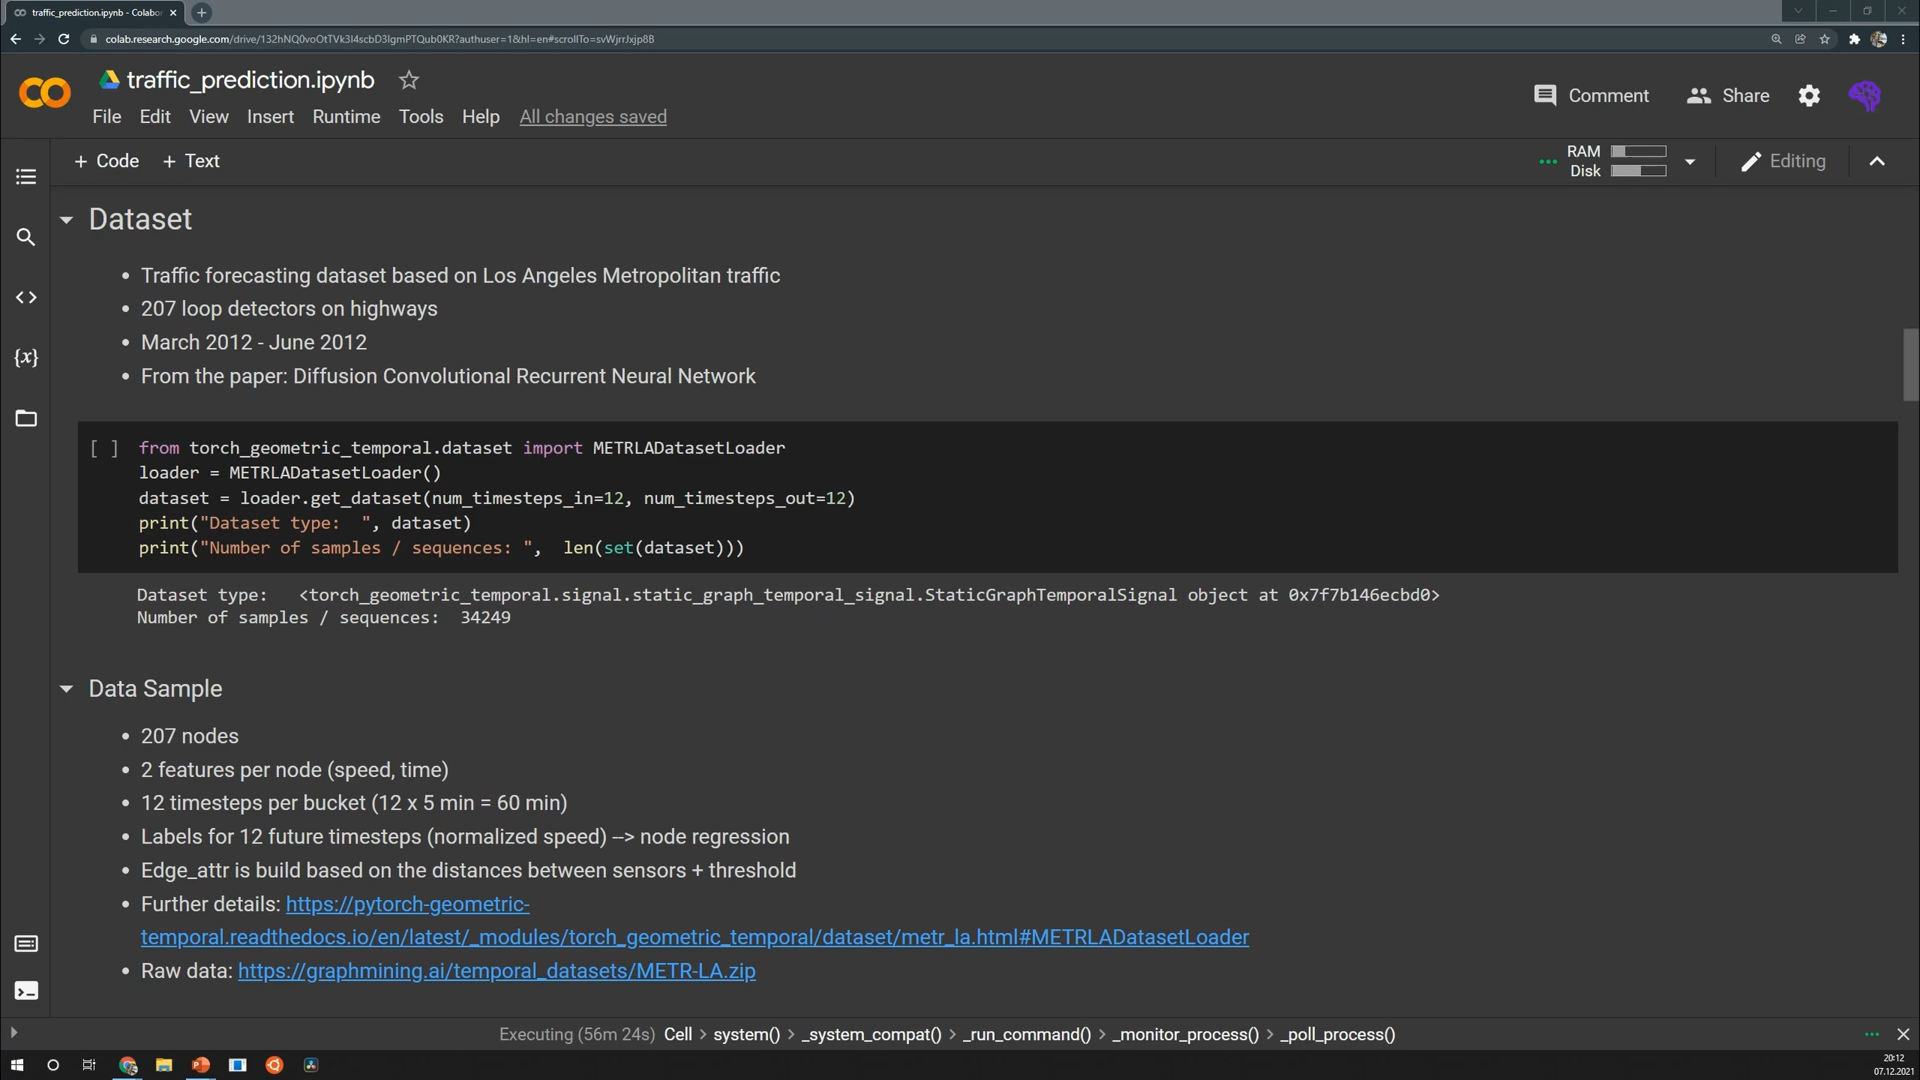 traffic_prediction.ipynb - Colabo
colab.research.google.com/drive/132hNQ0voOtTVk3l4scbD3lgmPTQub0KR?authuser=1&hl=en#scrollTo=svWjrrJxjp8B
traffic_prediction.ipynb
File Edit View Insert Runtime Tools Help All changes saved
Comment Share
+ Code + Text
RAM
Disk
Editing
Dataset
• Traffic forecasting dataset based on Los Angeles Metropolitan traffic
• 207 loop detectors on highways
• March 2012 - June 2012
• From the paper: Diffusion Convolutional Recurrent Neural Network
[ ] from torch_geometric_temporal.dataset import METRLADatasetLoader
loader = METRLADatasetLoader()
dataset = loader.get_dataset(num_timesteps_in=12, num_timesteps_out=12)
print("Dataset type:  ", dataset)
print("Number of samples / sequences: ",  len(set(dataset)))
Dataset type:   <torch_geometric_temporal.signal.static_graph_temporal_signal.StaticGraphTemporalSignal object at 0x7f7b146ecbd0>
Number of samples / sequences:  34249
Data Sample
• 207 nodes
• 2 features per node (speed, time)
• 12 timesteps per bucket (12 x 5 min = 60 min)
• Labels for 12 future timesteps (normalized speed) --> node regression
• Edge_attr is build based on the distances between sensors + threshold
• Further details: https://pytorch-geometric-
temporal.readthedocs.io/en/latest/_modules/torch_geometric_temporal/dataset/metr_la.html#METRLADatasetLoader
• Raw data: https://graphmining.ai/temporal_datasets/METR-LA.zip
Executing (56m 24s) Cell > system() > _system_compat() > _run_command() > _monitor_process() > _poll_process()
20:12
07.12.2021